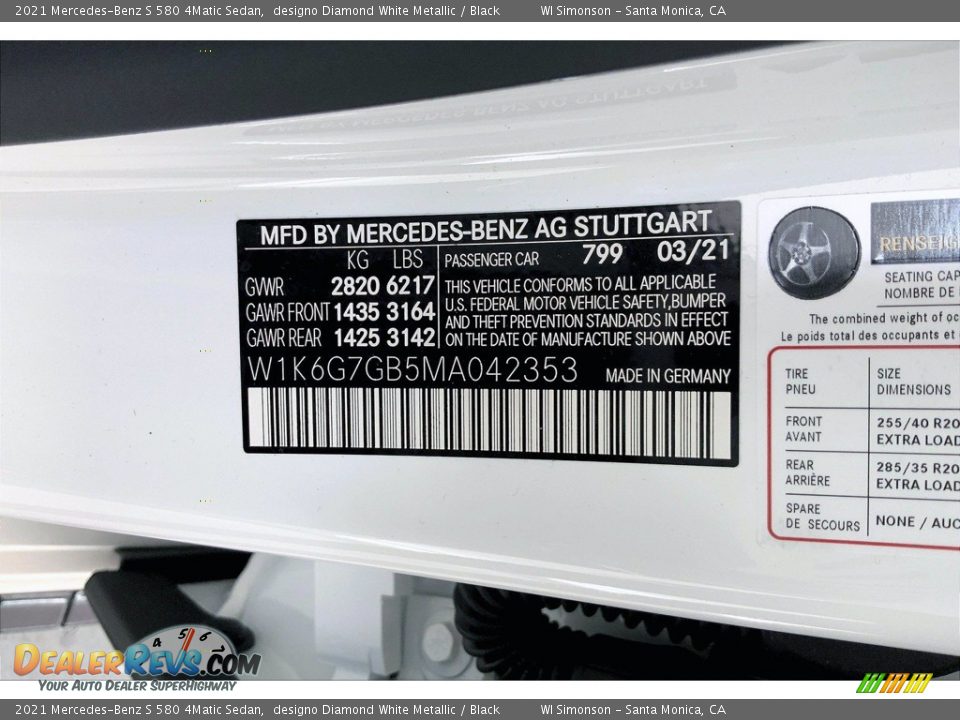 2021 Mercedes-Benz S 580 4Matic Sedan, designo Diamond White Metallic / Black WI Simonson - Santa Monica, CA
MFD BY MERCEDES-BENZ AG STUTTGART
KG LBS
GVWR 2820 6217
GAWR FRONT 1435 3164
GAWR REAR 1425 3142
PASSENGER CAR 799 03/21
THIS VEHICLE CONFORMS TO ALL APPLICABLE
U.S. FEDERAL MOTOR VEHICLE SAFETY, BUMPER
AND THEFT PREVENTION STANDARDS IN EFFECT
ON THE DATE OF MANUFACTURE SHOWN ABOVE
W1K6G7GB5MA042353 MADE IN GERMANY
SEATING
NOMBRE DE
The combined weight of
Le poids total des occupants et
TIRE SIZE
PNEU DIMENSIONS
FRONT 255/40 R20
AVANT EXTRA LOAD
REAR 285/35 R20
ARRIÈRE EXTRA LOAD
SPARE NONE /
DE SECOURS
4 5 6
DealerRevs.com
Your Auto Dealer SuperHighway
2021 Mercedes-Benz S 580 4Matic Sedan, designo Diamond White Metallic / Black WI Simonson - Santa Monica, CA